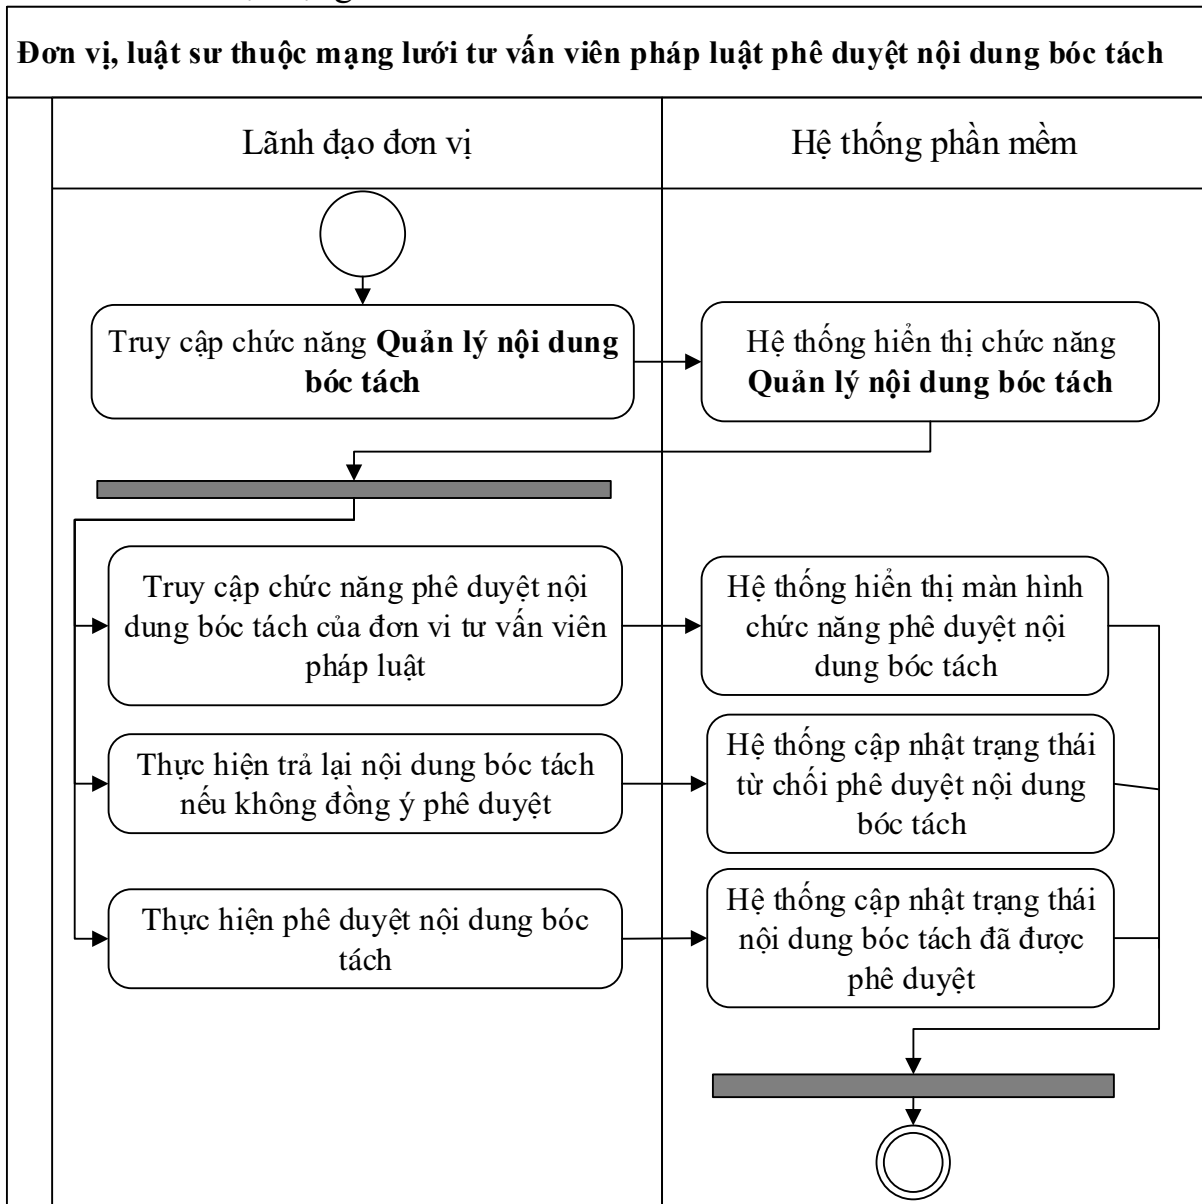 Đơn vị, luật sư thuộc mạng lưới tư vấn viên pháp luật phê duyệt nội dung bóc tách
Lãnh đạo đơn vị
Hệ thống phần mềm
Truy cập chức năng Quản lý nội dung
bóc tách
Hệ thống hiển thị chức năng
Quản lý nội dung bóc tách
Truy cập chức năng phê duyệt nội
dung bóc tách của đơn vi tư vấn viên
pháp luật
Hệ thống hiển thị màn hình
chức năng phê duyệt nội
dung bóc tách
Thực hiện trả lại nội dung bóc tách
nếu không đồng ý phê duyệt
Hệ thống cập nhật trạng thái
từ chối phê duyệt nội dung
bóc tách
Thực hiện phê duyệt nội dung bóc
tách
Hệ thống cập nhật trạng thái
nội dung bóc tách đã được
phê duyệt